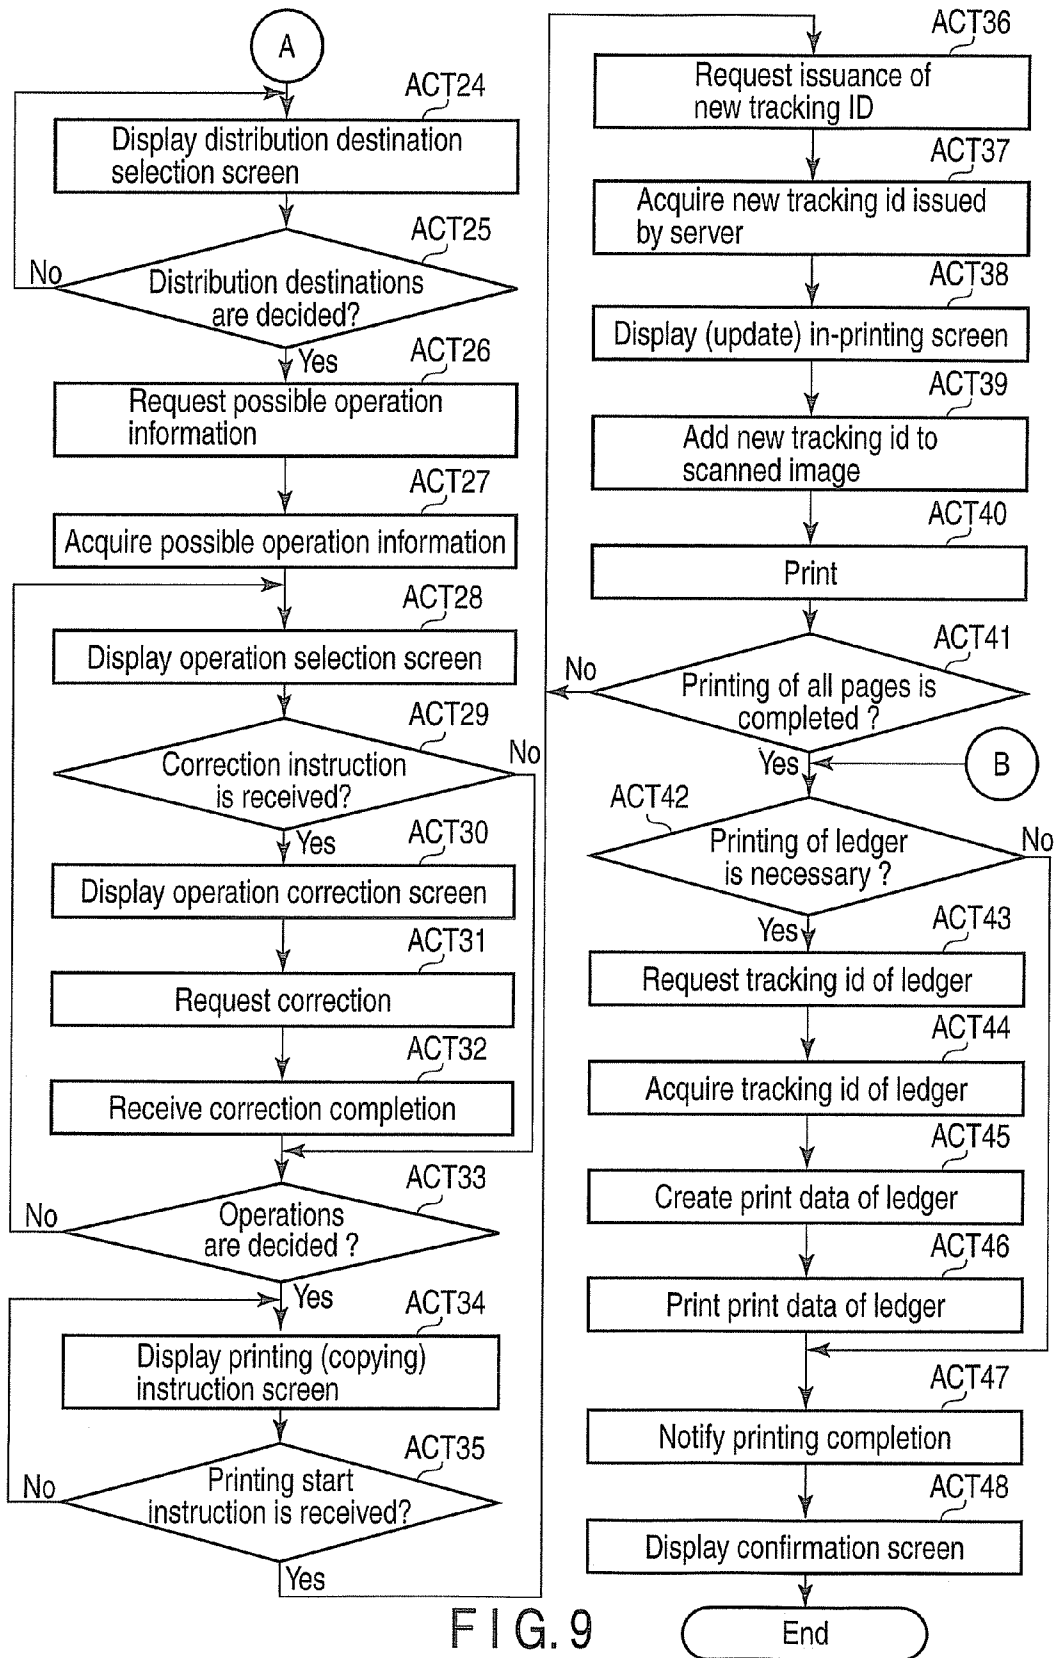 A
ACT24
Display distribution destination
selection screen
ACT25
No
Distribution destinations
are decided?
Yes
ACT26
Request possible operation
information
ACT27
Acquire possible operation information
ACT28
Display operation selection screen
ACT29
No
Correction instruction
is received?
Yes
ACT30
Display operation correction screen
ACT31
Request correction
ACT32
Receive correction completion
ACT33
No
Operations
are decided ?
Yes
ACT34
Display printing (copying)
instruction screen
ACT35
No
Printing start
instruction is received?
Yes
ACT36
Request issuance of
new tracking ID
ACT37
Acquire new tracking id issued
by server
ACT38
Display (update) in-printing screen
ACT39
Add new tracking id to
scanned image
ACT40
Print
ACT41
No
Printing of all pages is
completed ?
Yes
B
ACT42
Printing of ledger
is necessary ?
No
Yes
ACT43
Request tracking id of ledger
ACT44
Acquire tracking id of ledger
ACT45
Create print data of ledger
ACT46
Print print data of ledger
ACT47
Notify printing completion
ACT48
Display confirmation screen
End
FIG. 9